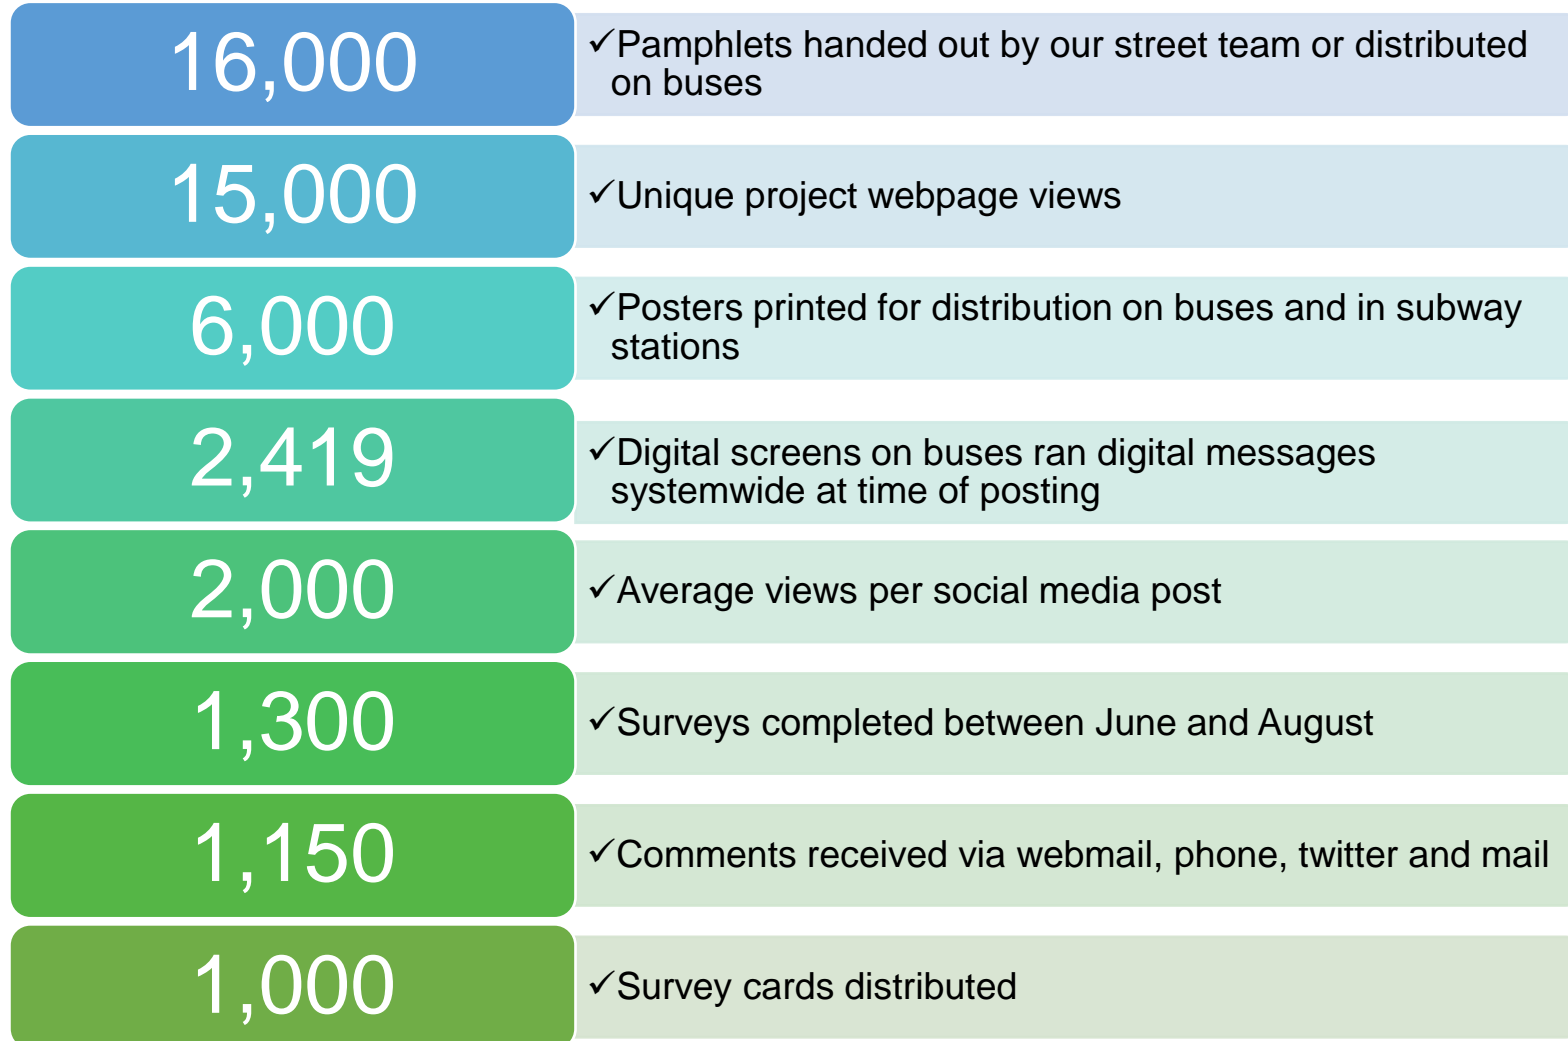 16,000
✓Pamphlets handed out by our street team or distributed
on buses
15,000
✓Unique project webpage views
6,000
✓Posters printed for distribution on buses and in subway
stations
2,419
✓Digital screens on buses ran digital messages
systemwide at time of posting
2,000
✓Average views per social media post
1,300
✓Surveys completed between June and August
1,150
✓Comments received via webmail, phone, twitter and mail
1,000
✓Survey cards distributed